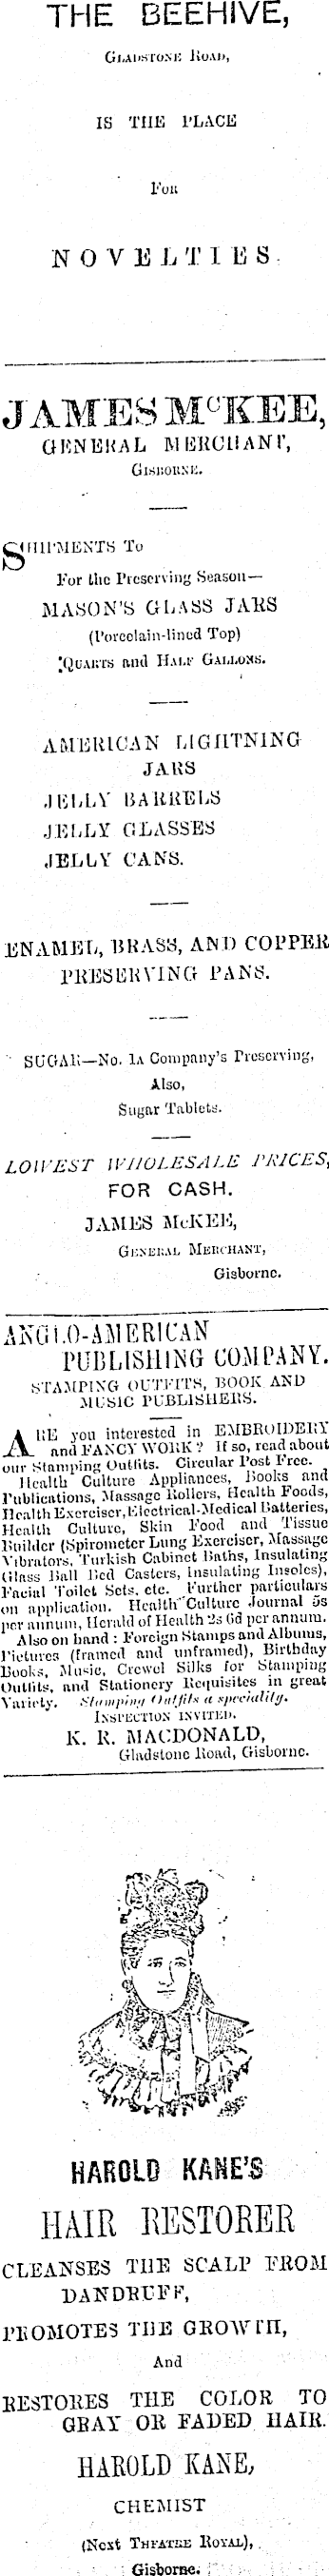 THE BEEHIVE,
GLADSTONE ROAD,
IS THE PLACE
FOR
NOVELTIES.
JAMES McKEE,
GENERAL MERCHANT,
GISBORNE.
SHIPMENTS To
For the Preserving Season—
MASON'S GLASS JARS
(Porcelain-lined Top)
QUARTS and HALF GALLONS.
AMERICAN LIGHTNING
JARS
JELLY BARRELS
JELLY GLASSES
JELLY CANS.
ENAMEL, BRASS, AND COPPER
PRESERVING PANS.
SUGAR—No. 1A Company's Preserving,
Also,
Sugar Tablets.
LOWEST WHOLESALE PRICES,
FOR CASH.
JAMES McKEE,
GENERAL MERCHANT,
Gisborne.
ANGLO-AMERICAN
PUBLISHING COMPANY.
STAMPING OUTFITS, BOOK AND
MUSIC PUBLISHERS.
ARE you interested in EMBROIDERY
and FANCY WORK? If so, read about
our Stamping Outfits. Circular Post Free.
Health Culture Appliances, Books and
Publications, Massage Rollers, Health Foods,
Health Exerciser, Electrical-Medical Batteries,
Health Culture, Skin Food and Tissue
Builder (Spirometer Lung Exerciser, Massage
Vibrators, Turkish Cabinet Baths, Insulating
Glass Ball Bed Casters, Insulating Insoles),
Facial Toilet Sets, etc. Further particulars
on application. Health Culture Journal 5s
per annum, Herald of Health 2s 6d per annum.
Also on hand: Foreign Stamps and Albums,
Pictures (framed and unframed), Birthday
Books, Music, Crewel Silks for Stamping
Outfits, and Stationery Requisites in great
Variety. Stamping Outfits a speciality.
INSPECTION INVITED.
K. R. MACDONALD,
Gladstone Road, Gisborne.
HAROLD KANE'S
HAIR RESTORER
CLEANSES THE SCALP FROM
DANDRUFF,
PROMOTES THE GROWTH,
And
RESTORES THE COLOR TO
GRAY OR FADED HAIR.
HAROLD KANE,
CHEMIST
(Next THEATRE ROYAL),
Gisborne.